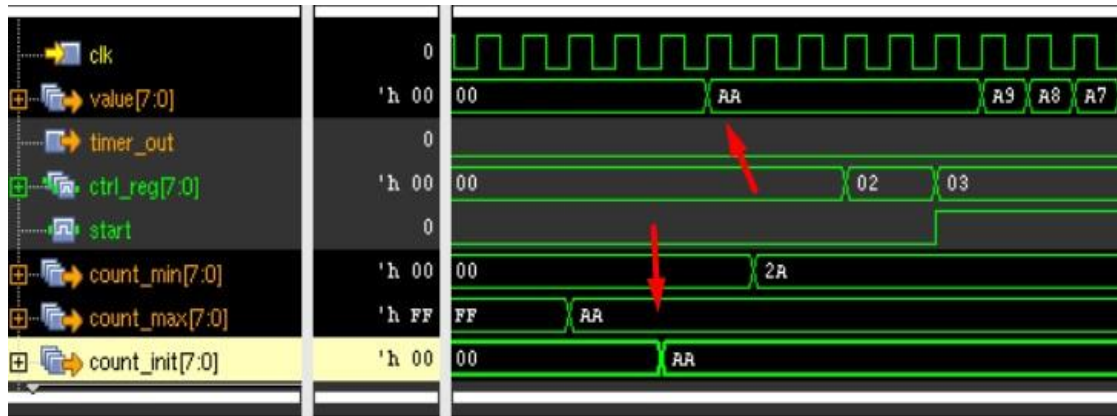 clk 0
value[7:0] 'h 00 00 AA A9 A8 A7
timer_out 0
ctrl_reg[7:0] 'h 00 00 02 03
start 0
count_min[7:0] 'h 00 00 2A
count_max[7:0] 'h FF FF AA
count_init[7:0] 'h 00 00 AA